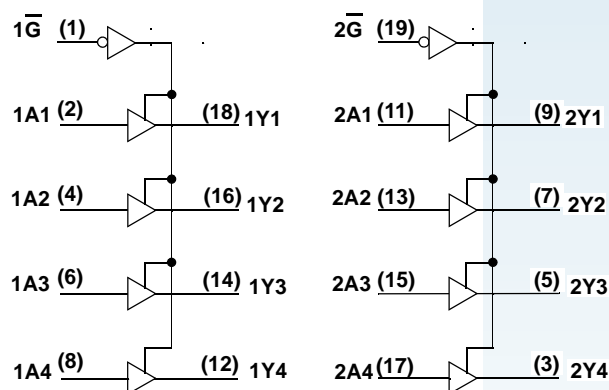 1G̅ (1)
1A1 (2) (18) 1Y1
1A2 (4) (16) 1Y2
1A3 (6) (14) 1Y3
1A4 (8) (12) 1Y4
2G̅ (19)
2A1 (11) (9) 2Y1
2A2 (13) (7) 2Y2
2A3 (15) (5) 2Y3
2A4 (17) (3) 2Y4